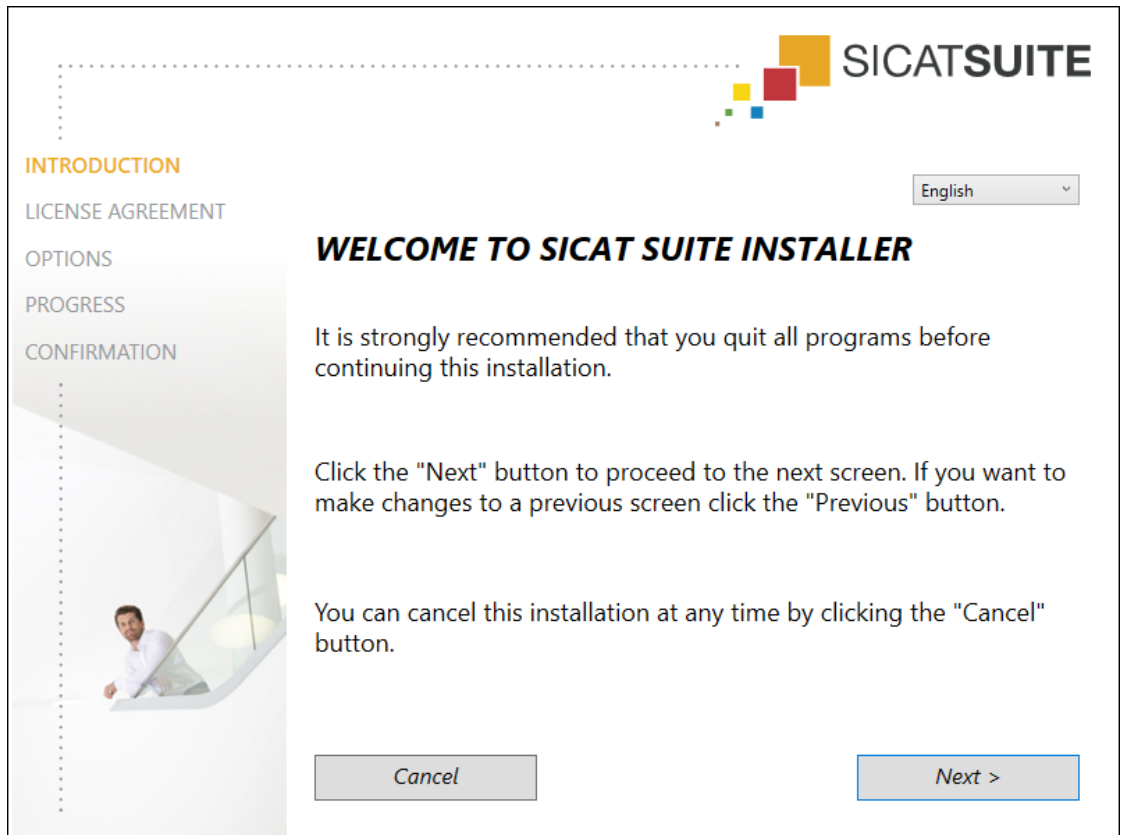 SICATSUITE
INTRODUCTION
LICENSE AGREEMENT
OPTIONS
PROGRESS
CONFIRMATION
English
WELCOME TO SICAT SUITE INSTALLER
It is strongly recommended that you quit all programs before
continuing this installation.
Click the "Next" button to proceed to the next screen. If you want to
make changes to a previous screen click the "Previous" button.
You can cancel this installation at any time by clicking the "Cancel"
button.
Cancel
Next >